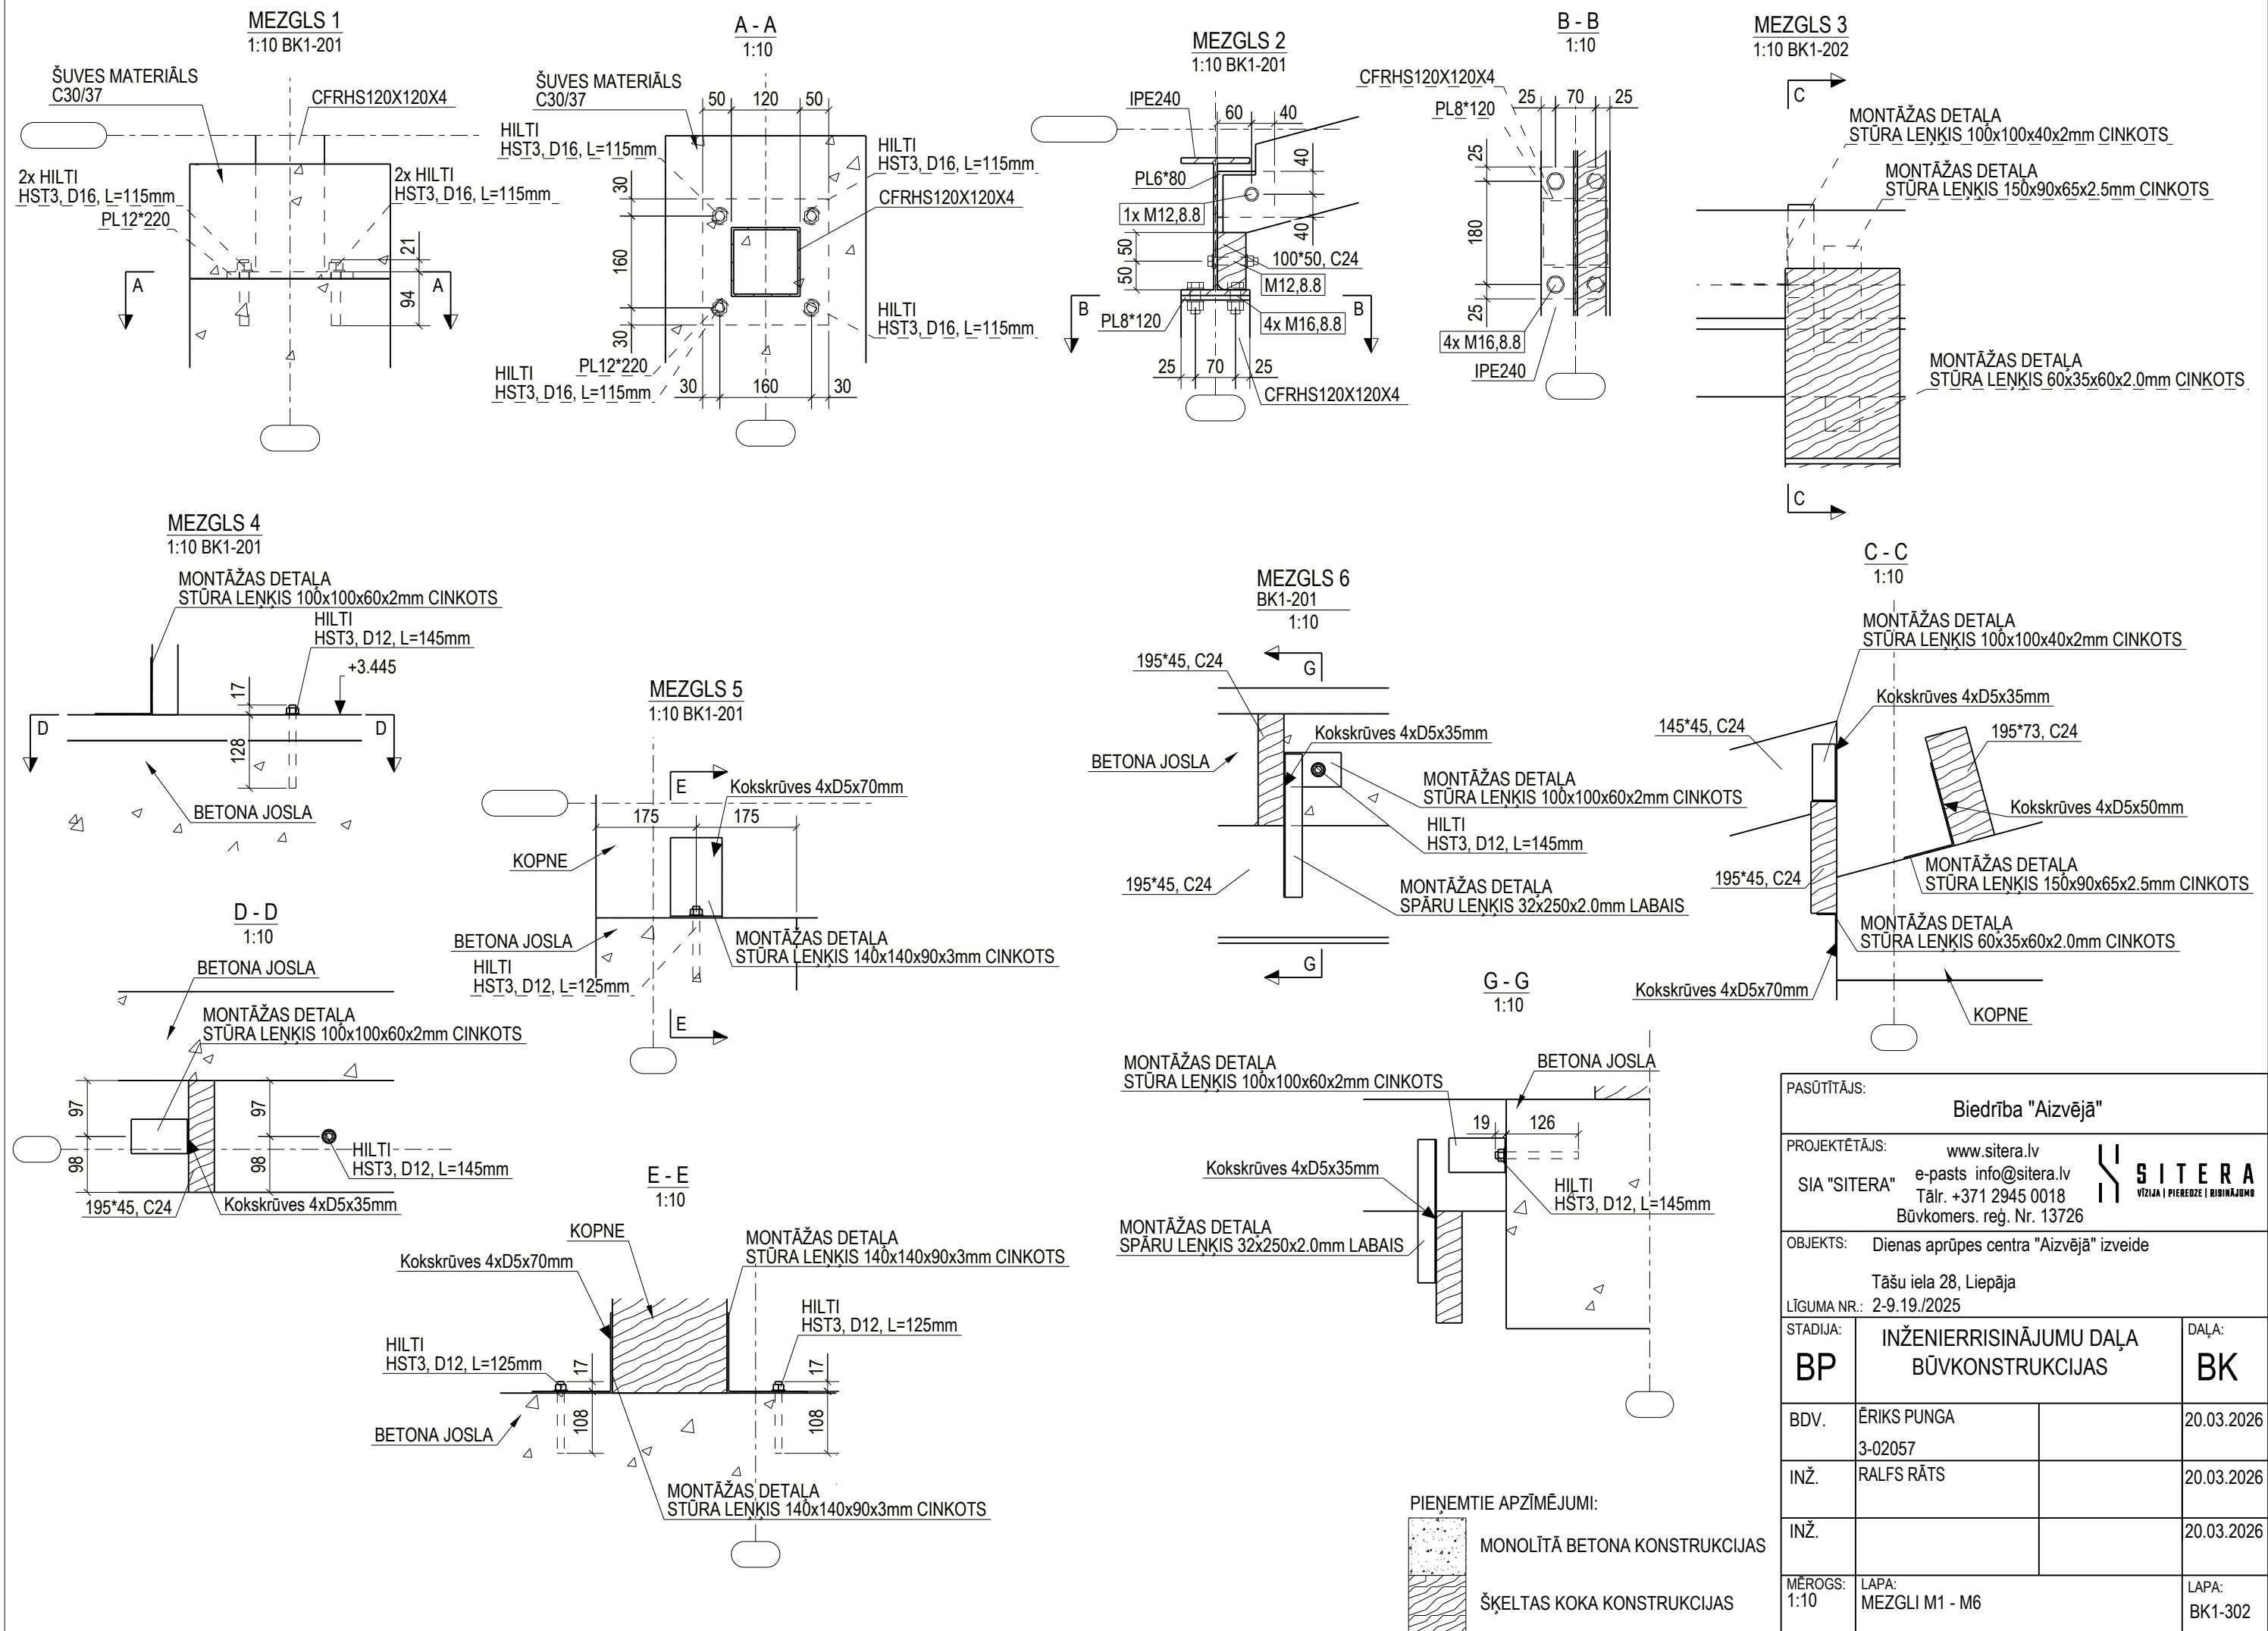 MEZGLS 1
1:10 BK1-201
ŠUVES MATERIĀLS
C30/37
CFRHS120X120X4
2x HILTI
HST3, D16, L=115mm
PL12*220
2x HILTI
HST3, D16, L=115mm
21
94
A
A
A - A
1:10
ŠUVES MATERIĀLS
C30/37
50
120
50
HILTI
HST3, D16, L=115mm
HILTI
HST3, D16, L=115mm
CFRHS120X120X4
30
160
30
HILTI
HST3, D16, L=115mm
PL12*220
HILTI
HST3, D16, L=115mm
30
160
30
MEZGLS 2
1:10 BK1-201
IPE240
60
40
40
PL6*80
1x M12,8.8
40
50
50
100*50, C24
M12,8.8
B
B
PL8*120
4x M16,8.8
25
70
25
CFRHS120X120X4
B - B
1:10
CFRHS120X120X4
PL8*120
25
70
25
25
180
25
4x M16,8.8
IPE240
MEZGLS 3
1:10 BK1-202
C
MONTĀŽAS DETAĻA
STŪRA LEŅĶIS 100x100x40x2mm CINKOTS
MONTĀŽAS DETAĻA
STŪRA LEŅĶIS 150x90x65x2.5mm CINKOTS
MONTĀŽAS DETAĻA
STŪRA LEŅĶIS 60x35x60x2.0mm CINKOTS
C
MEZGLS 4
1:10 BK1-201
MONTĀŽAS DETAĻA
STŪRA LEŅĶIS 100x100x60x2mm CINKOTS
HILTI
HST3, D12, L=145mm
+3.445
17
128
D
D
BETONA JOSLA
D - D
1:10
BETONA JOSLA
MONTĀŽAS DETAĻA
STŪRA LEŅĶIS 100x100x60x2mm CINKOTS
97
98
97
98
HILTI
HST3, D12, L=145mm
195*45, C24
Kokskrūves 4xD5x35mm
MEZGLS 5
1:10 BK1-201
E
Kokskrūves 4xD5x70mm
175
175
KOPNE
BETONA JOSLA
MONTĀŽAS DETAĻA
STŪRA LEŅĶIS 140x140x90x3mm CINKOTS
HILTI
HST3, D12, L=125mm
E
E - E
1:10
KOPNE
MONTĀŽAS DETAĻA
STŪRA LEŅĶIS 140x140x90x3mm CINKOTS
Kokskrūves 4xD5x70mm
HILTI
HST3, D12, L=125mm
HILTI
HST3, D12, L=125mm
17
108
17
108
BETONA JOSLA
MONTĀŽAS DETAĻA
STŪRA LEŅĶIS 140x140x90x3mm CINKOTS
MEZGLS 6
BK1-201
1:10
195*45, C24
G
Kokskrūves 4xD5x35mm
BETONA JOSLA
MONTĀŽAS DETAĻA
STŪRA LEŅĶIS 100x100x60x2mm CINKOTS
HILTI
HST3, D12, L=145mm
195*45, C24
MONTĀŽAS DETAĻA
SPĀRU LEŅĶIS 32x250x2.0mm LABAIS
G
C - C
1:10
MONTĀŽAS DETAĻA
STŪRA LEŅĶIS 100x100x40x2mm CINKOTS
Kokskrūves 4xD5x35mm
145*45, C24
195*73, C24
Kokskrūves 4xD5x50mm
195*45, C24
MONTĀŽAS DETAĻA
STŪRA LEŅĶIS 150x90x65x2.5mm CINKOTS
MONTĀŽAS DETAĻA
STŪRA LEŅĶIS 60x35x60x2.0mm CINKOTS
Kokskrūves 4xD5x70mm
KOPNE
G - G
1:10
MONTĀŽAS DETAĻA
STŪRA LEŅĶIS 100x100x60x2mm CINKOTS
BETONA JOSLA
19
126
Kokskrūves 4xD5x35mm
HILTI
HST3, D12, L=145mm
MONTĀŽAS DETAĻA
SPĀRU LEŅĶIS 32x250x2.0mm LABAIS
PIEŅEMTIE APZĪMĒJUMI:
MONOLĪTĀ BETONA KONSTRUKCIJAS
ŠĶELTAS KOKA KONSTRUKCIJAS
PASŪTĪTĀJS:
Biedrība "Aizvējā"
PROJEKTĒTĀJS:
SIA "SITERA"
www.sitera.lv
e-pasts info@sitera.lv
Tālr. +371 2945 0018
Būvkomers. reģ. Nr. 13726
SITERA
VĪZIJA | PIEREDZE | RISINĀJUMS
OBJEKTS: Dienas aprūpes centra "Aizvējā" izveide
Tāšu iela 28, Liepāja
LĪGUMA NR.: 2-9.19./2025
STADIJA:
BP
INŽENIERRISINĀJUMU DAĻA
BŪVKONSTRUKCIJAS
DAĻA:
BK
BDV.
ĒRIKS PUNGA
3-02057
20.03.2026
INŽ.
RALFS RĀTS
20.03.2026
INŽ.
20.03.2026
MĒROGS:
1:10
LAPA:
MEZGLI M1 - M6
LAPA:
BK1-302